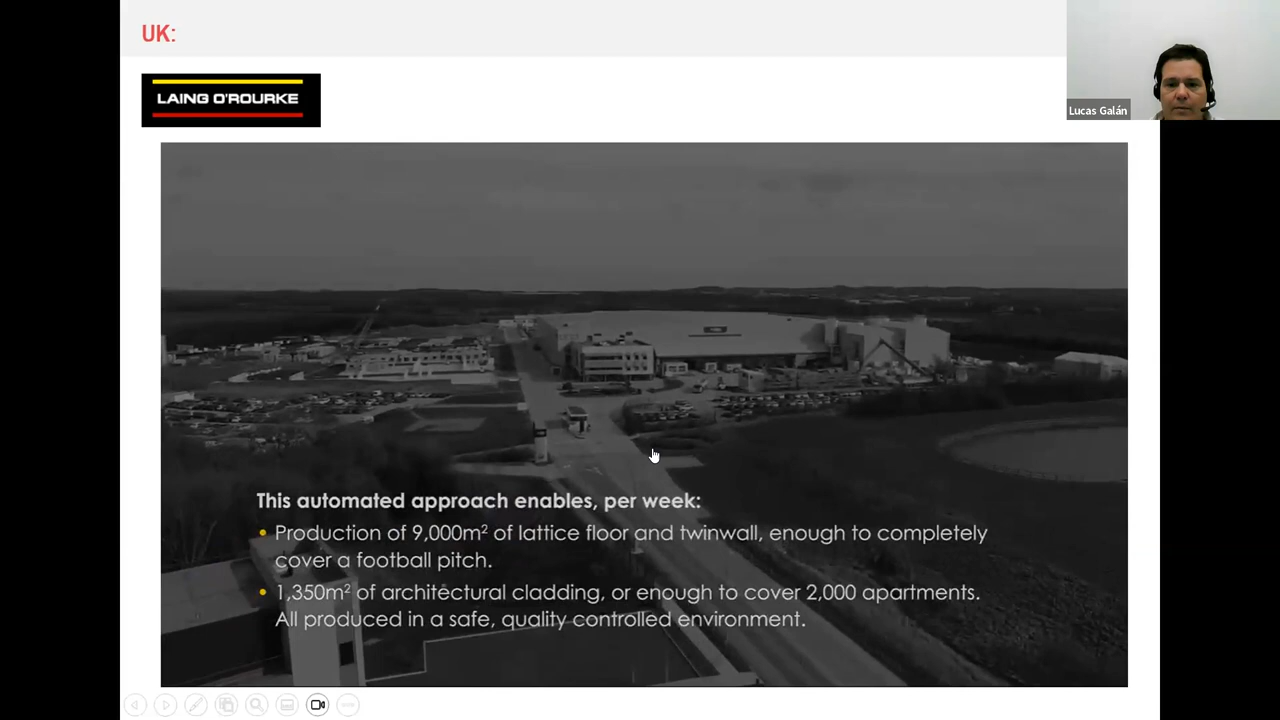 UK:
LAING O'ROURKE
Lucas Galán
This automated approach enables, per week:
• Production of 9,000m² of lattice floor and twinwall, enough to completely
cover a football pitch.
• 1,350m² of architectural cladding, or enough to cover 2,000 apartments.
All produced in a safe, quality controlled environment.